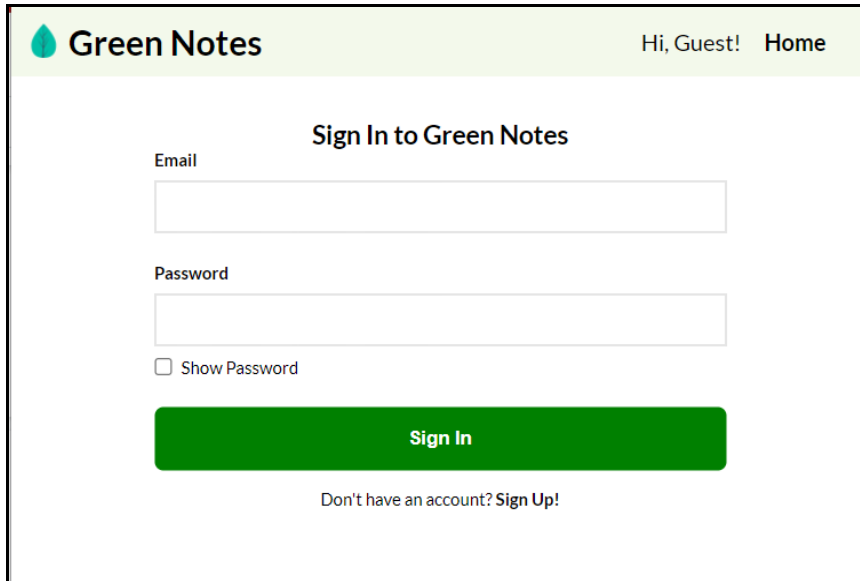 Green Notes Hi, Guest! Home
Sign In to Green Notes
Email
Password
Show Password
Sign In
Don't have an account? Sign Up!